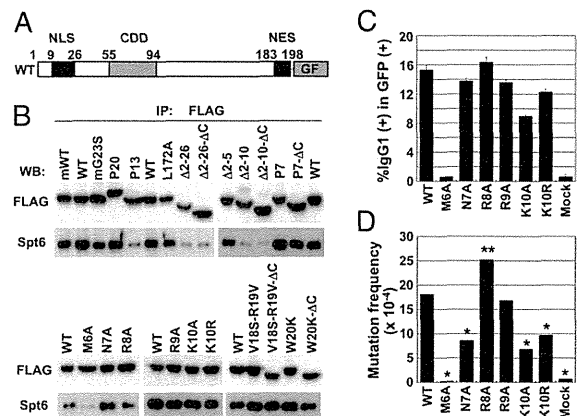 A
NLS CDD NES
1 9 26 55 94 183 198
WT GF
B
IP: FLAG
WB: mWT WT mG23S P20 P13 WT L172A Δ2-26 Δ2-26-ΔC Δ2-5 Δ2-10 Δ2-10-ΔC P7 P7-ΔC WT
FLAG
Spt6
WT M6A N7A R8A WT R9A K10A K10R WT V18S-R19V V18S-R19V-ΔC W20K W20K-ΔC
FLAG
Spt6
C
%IgG1 (+) in GFP (+)
20
16
12
8
4
0
WT M6A N7A R8A R9A K10A K10R Mock
D
Mutation frequency
(x 10-4)
30
25
20
15
10
5
0
* * ** * * *
WT M6A N7A R8A R9A K10A K10R Mock